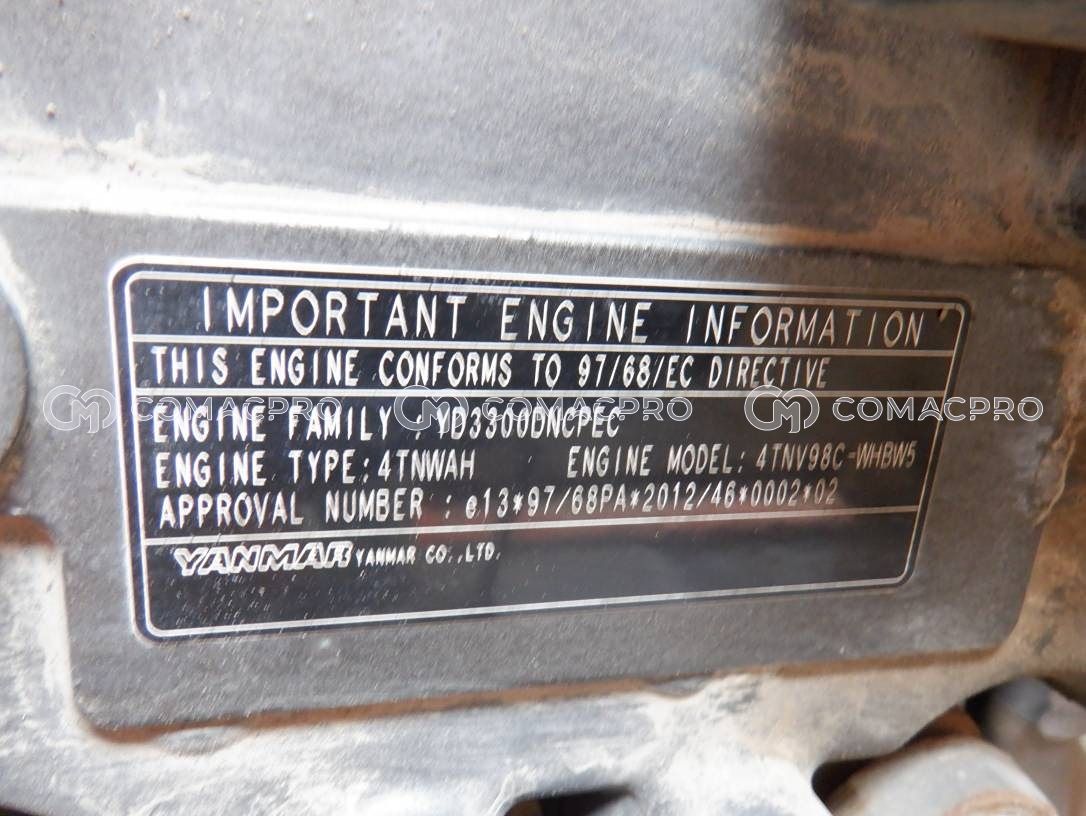 IMPORTANT ENGINE INFORMATION
THIS ENGINE CONFORMS TO 97/68/EC DIRECTIVE
ENGINE FAMILY : YD3300DNCPEC
COMACPRO COMACPRO COMACPRO
ENGINE TYPE:4TNWAH ENGINE MODEL: 4TNV98C-WHBW5
APPROVAL NUMBER : e13*97/68PA*2012/46*0002*02
YANMAR YANMAR CO.,LTD.